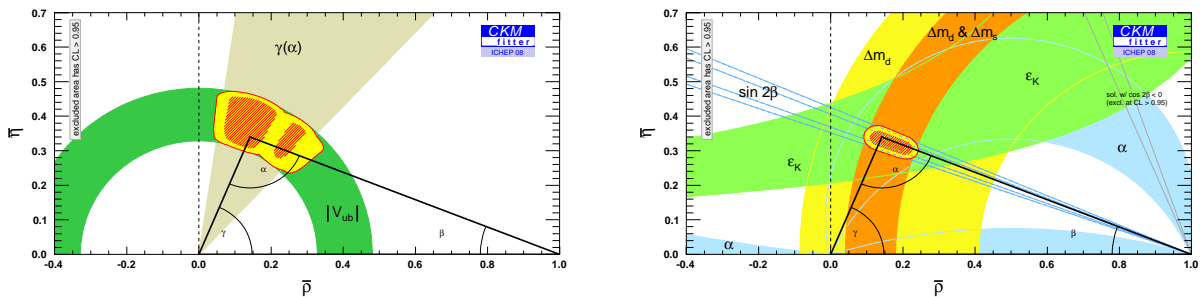 CKM
fitter
ICHEP 08
excluded area has CL > 0.95
γ(α)
|V_ub|
α
γ
β
0.7
0.6
0.5
0.4
0.3
0.2
0.1
0.0
-0.4
-0.2
0.0
0.2
0.4
0.6
0.8
1.0
η̅
ρ̅
CKM
fitter
ICHEP 08
excluded area has CL > 0.95
Δm_d & Δm_s
Δm_d
ε_K
sin 2β
sol. w/ cos 2β < 0
(excl. at CL > 0.95)
α
ε_K
α
γ
β
α
0.7
0.6
0.5
0.4
0.3
0.2
0.1
0.0
-0.4
-0.2
0.0
0.2
0.4
0.6
0.8
1.0
η̅
ρ̅